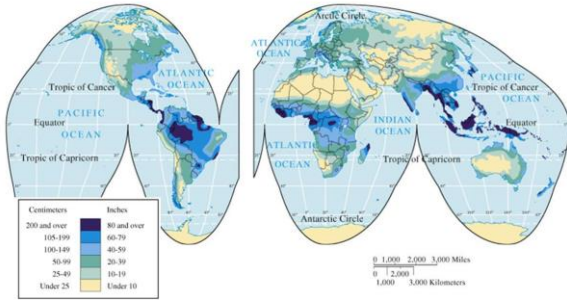 Arctic Circle
ATLANTIC
OCEAN
ATLANTIC
OCEAN
Tropic of Cancer
PACIFIC
OCEAN
Tropic of Cancer
PACIFIC
OCEAN
Equator
INDIAN
OCEAN
Equator
ATLANTIC
OCEAN
Tropic of Capricorn
Tropic of Capricorn
Antarctic Circle
Centimeters Inches
200 and over 80 and over
105-199 60-79
100-149 40-59
50-99 20-39
25-49 10-19
Under 25 Under 10
0 1,000 2,000 3,000 Miles
0 2,000
1,000 3,000 Kilometers